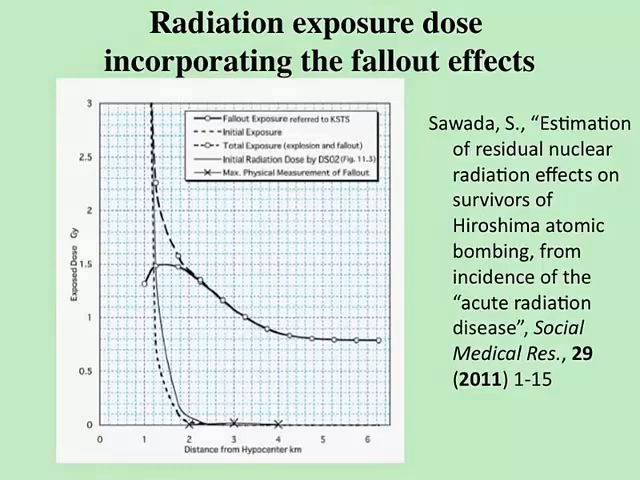 Radiation exposure dose
incorporating the fallout effects
Fallout Exposure referred to KSTS
Initial Exposure
Total Exposure (explosion and fallout)
Initial Radiation Dose by DS02 (Fig. 11.3)
Max. Physical Measurement of Fallout
Exposed Dose Gy
3
2.5
2
1.5
1
0.5
0
0 1 2 3 4 5 6
Distance from Hypocenter km
Sawada, S., “Estimation
of residual nuclear
radiation effects on
survivors of
Hiroshima atomic
bombing, from
incidence of the
“acute radiation
disease”, Social
Medical Res., 29
(2011) 1-15